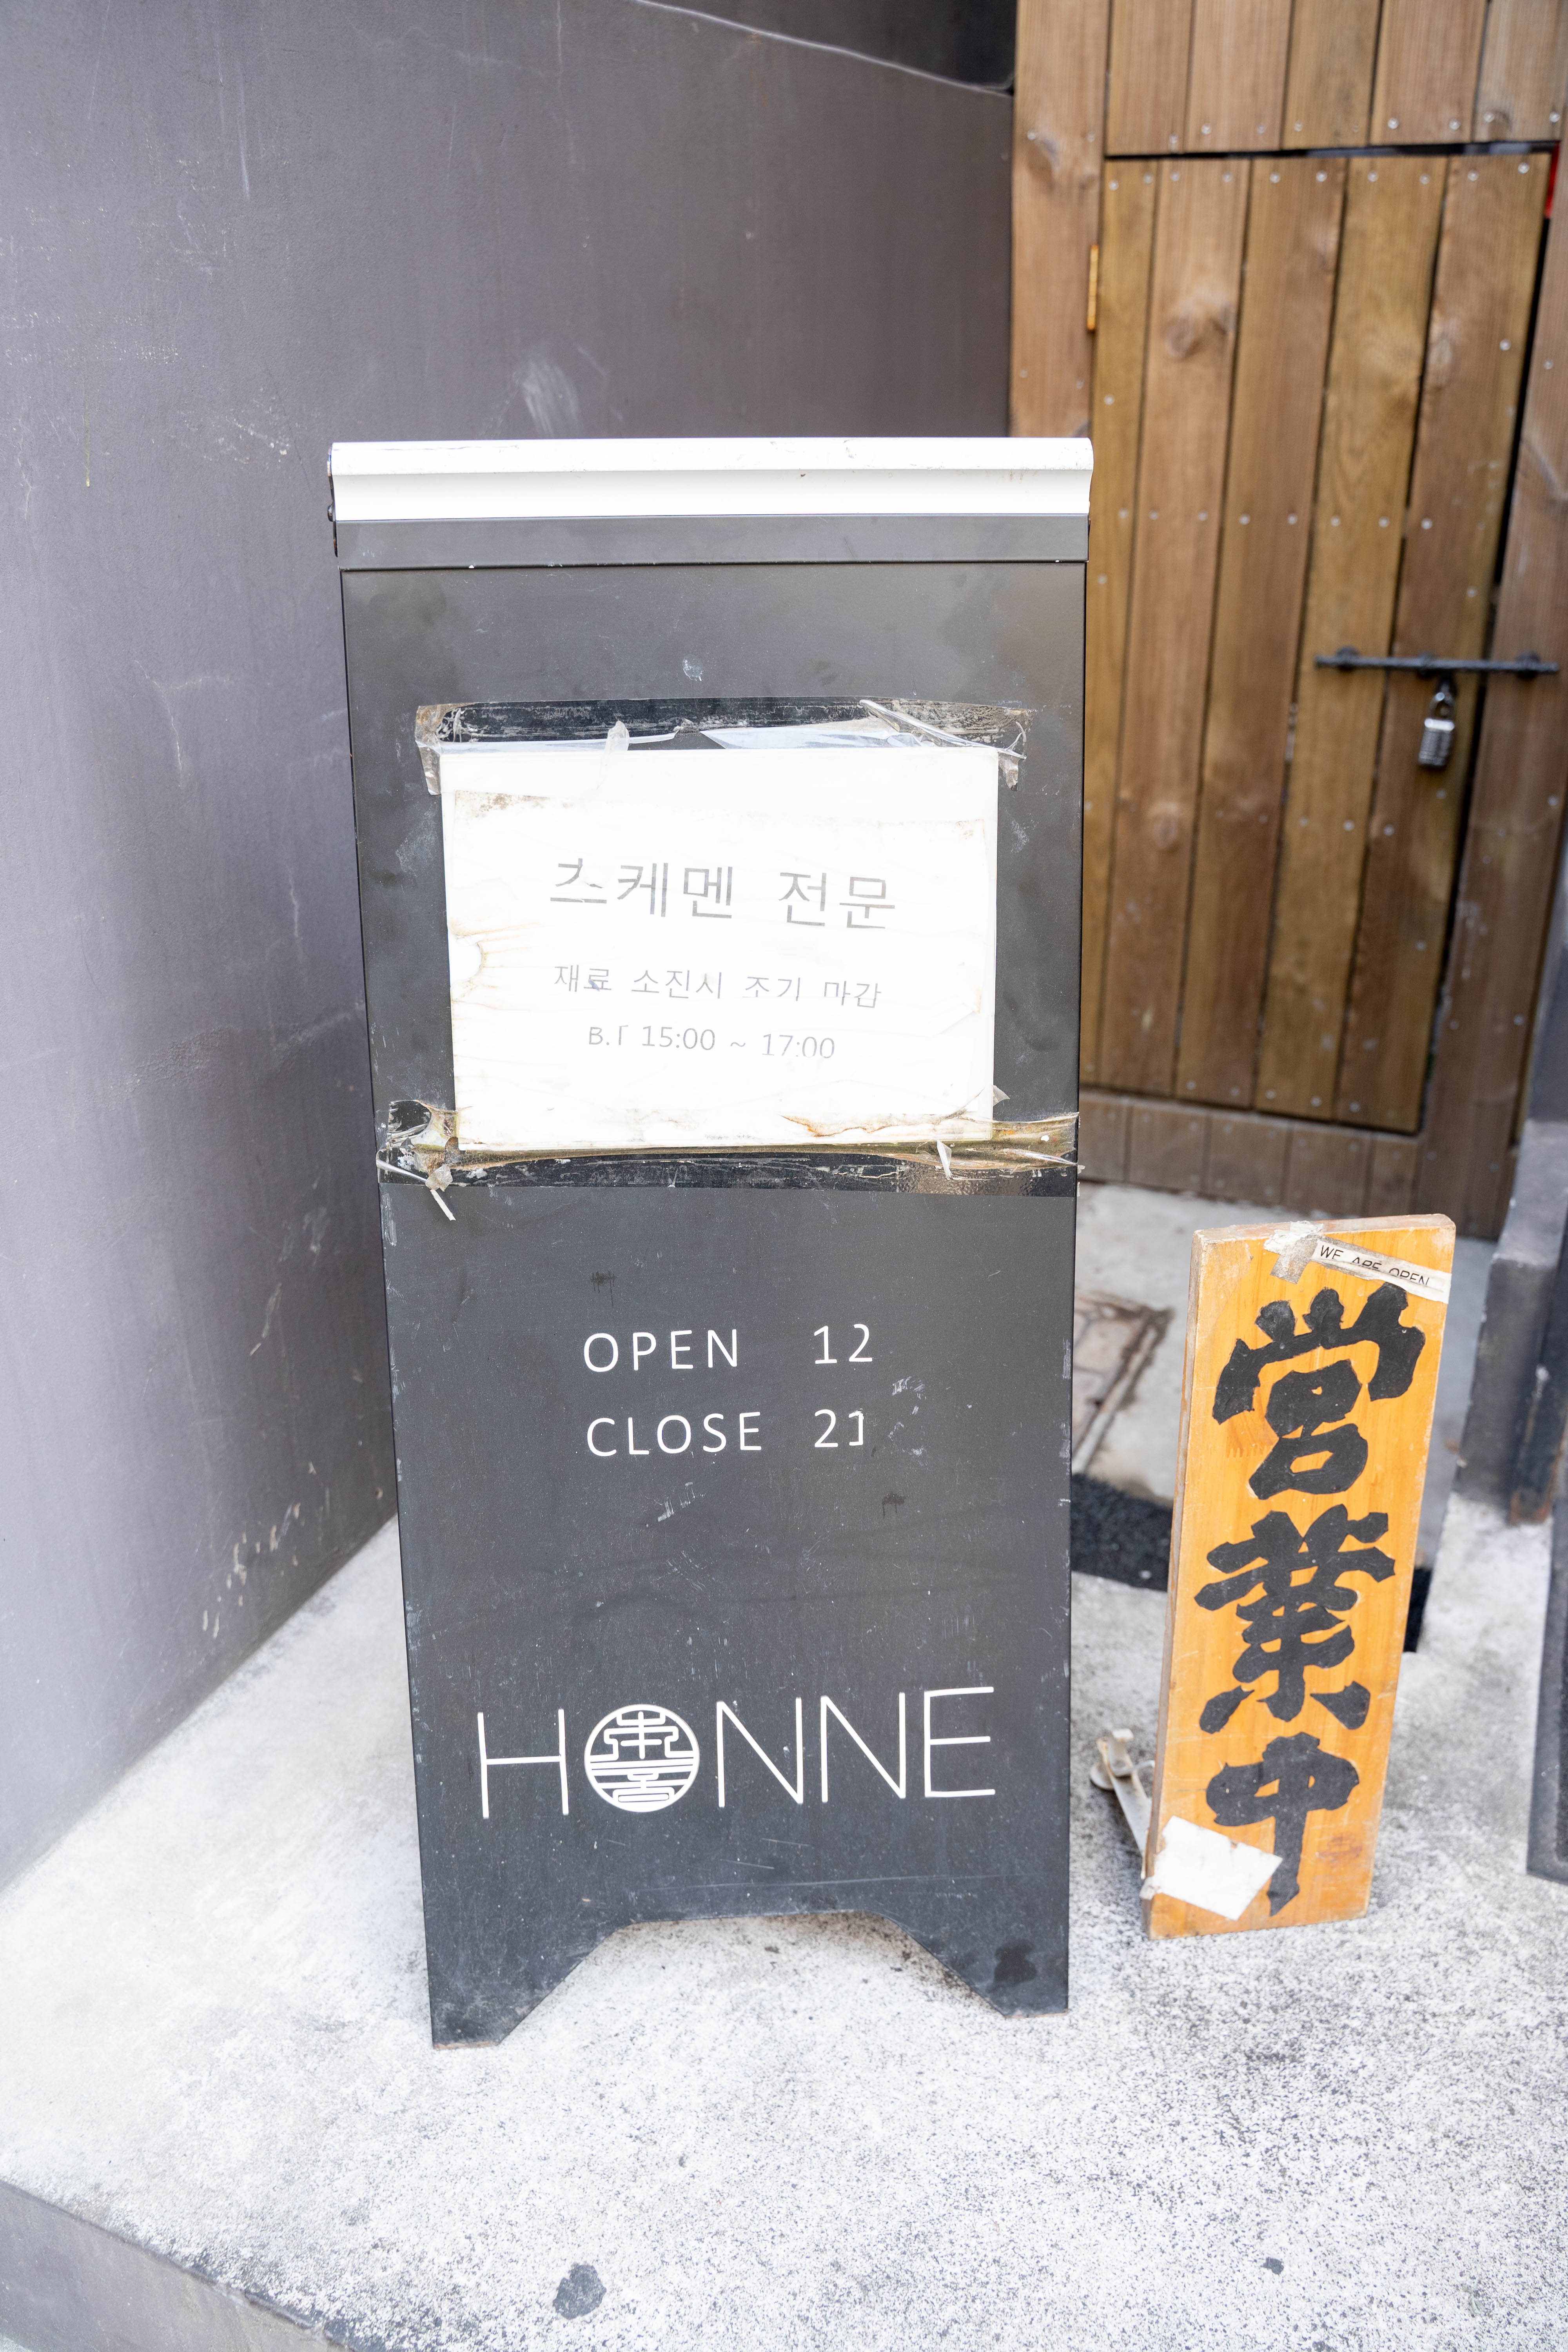 스케멘 전문
재료 소진시 조기 마감
B.T 15:00 ~ 17:00
OPEN 12
CLOSE 21
HONNE
WE ARE OPEN
営業中